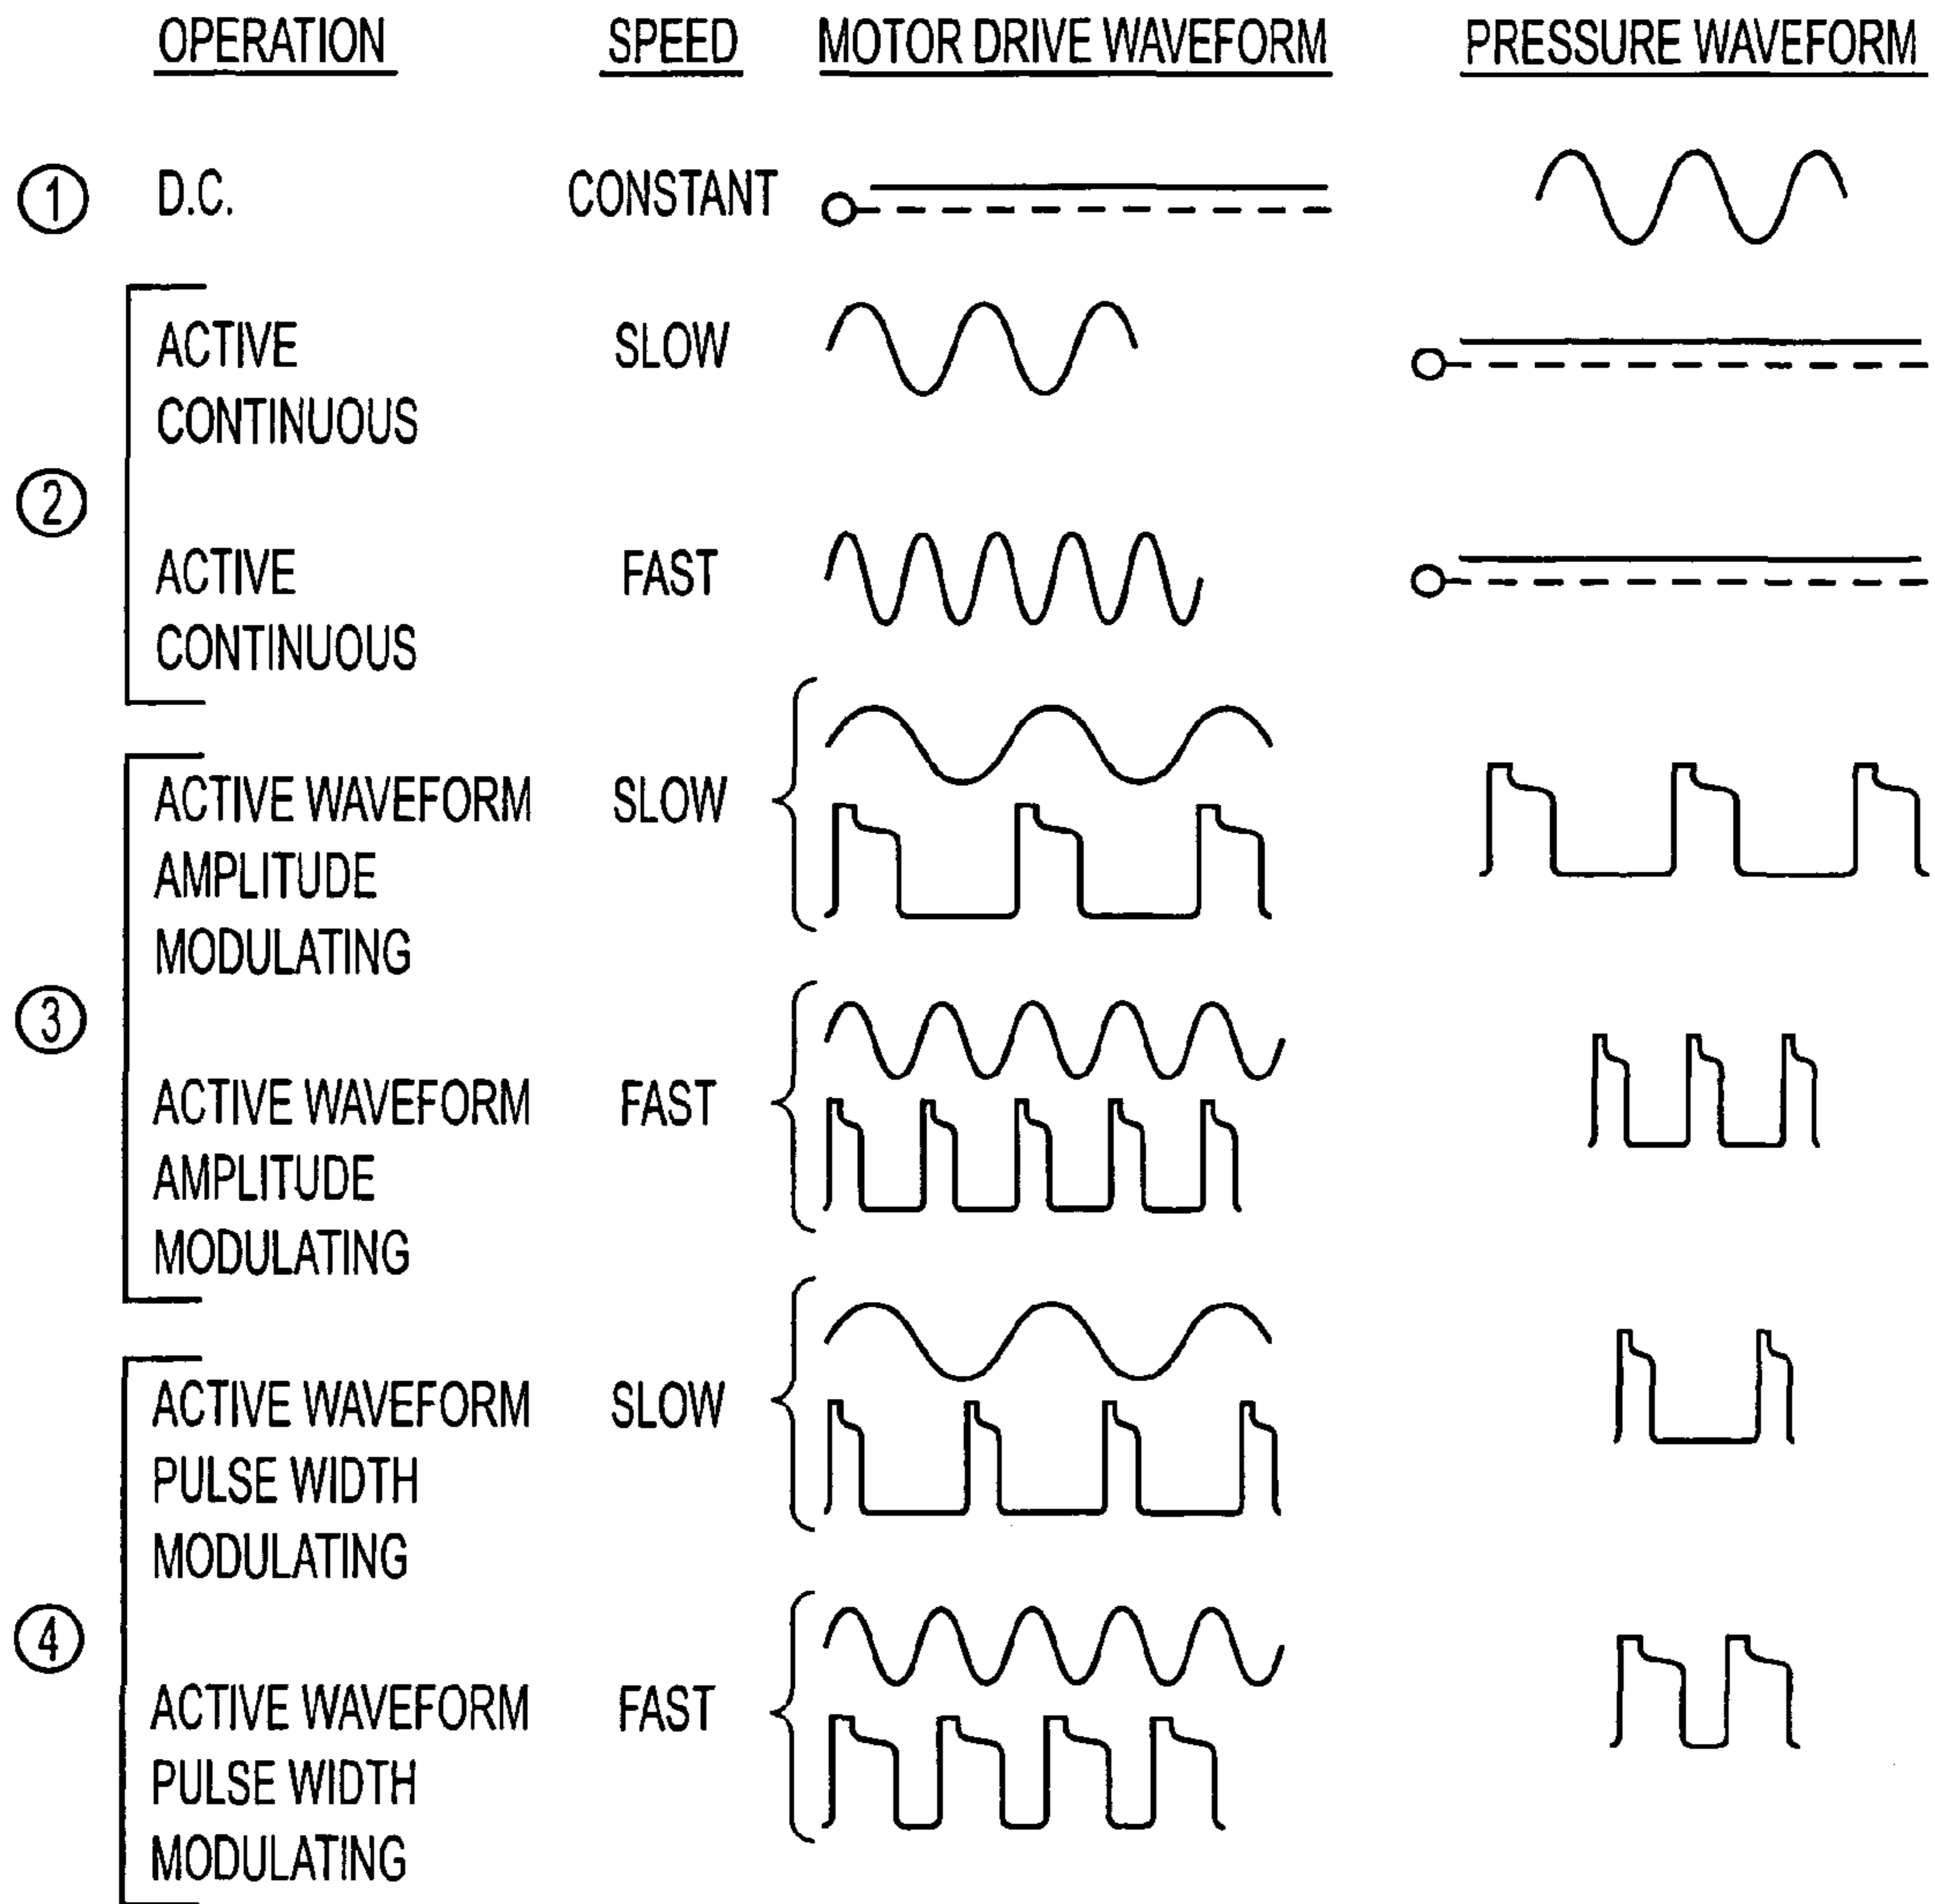 OPERATION SPEED MOTOR DRIVE WAVEFORM PRESSURE WAVEFORM
1 D.C. CONSTANT
ACTIVE SLOW
CONTINUOUS
2
ACTIVE FAST
CONTINUOUS
ACTIVE WAVEFORM SLOW
AMPLITUDE
MODULATING
3
ACTIVE WAVEFORM FAST
AMPLITUDE
MODULATING
ACTIVE WAVEFORM SLOW
PULSE WIDTH
MODULATING
4
ACTIVE WAVEFORM FAST
PULSE WIDTH
MODULATING